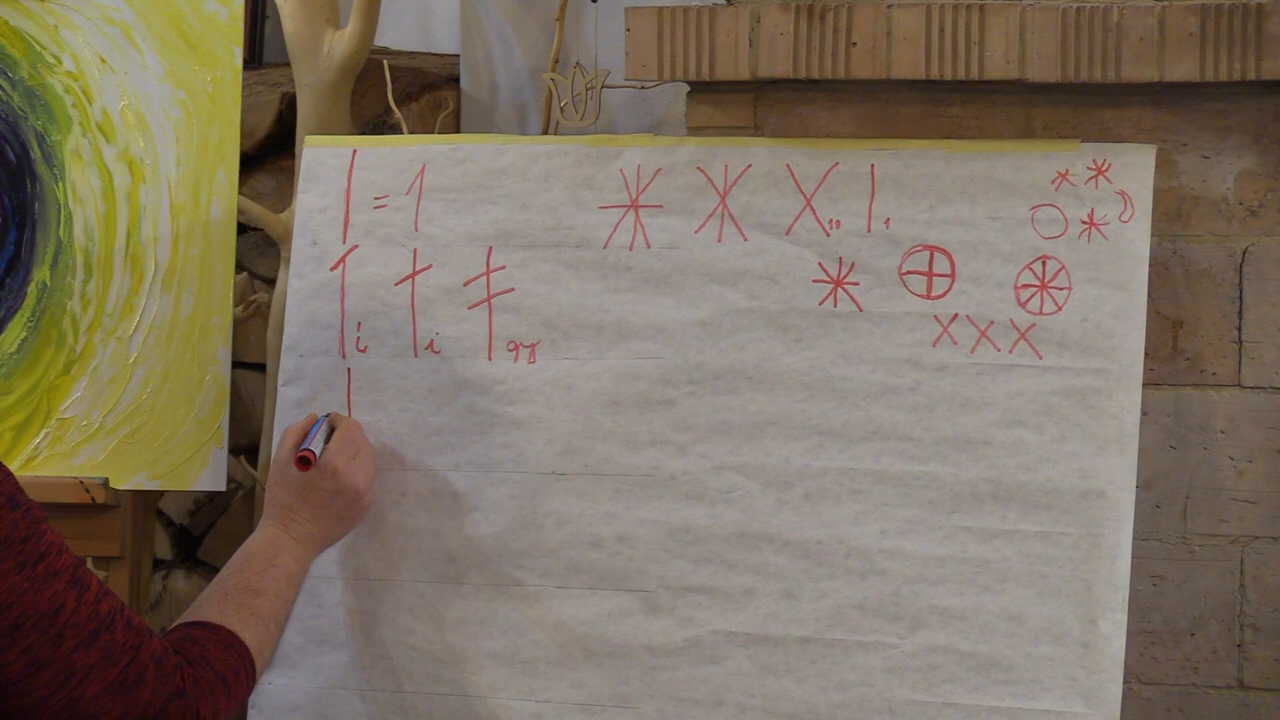 | = 1
X 10 | 1
i i gy
X X X